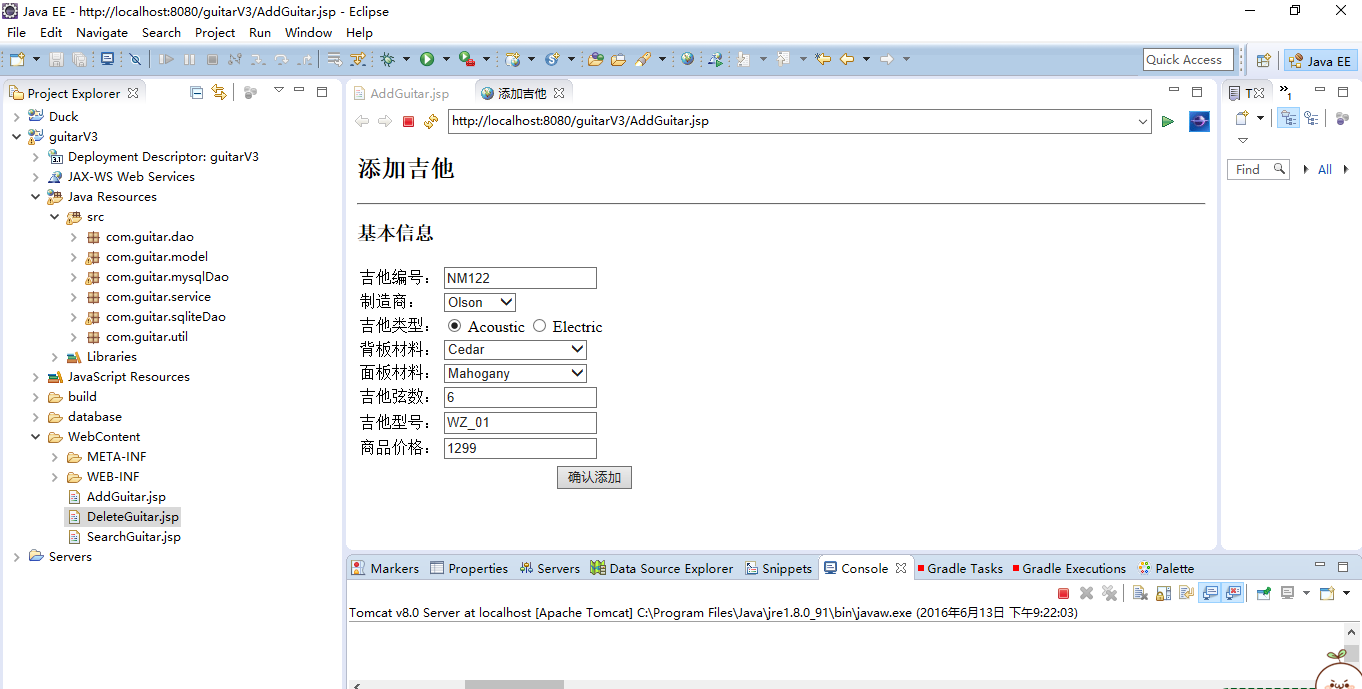 Java EE - http://localhost:8080/guitarV3/AddGuitar.jsp - Eclipse
File Edit Navigate Search Project Run Window Help
Quick Access
Java EE
Project Explorer
Duck
guitarV3
Deployment Descriptor: guitarV3
JAX-WS Web Services
Java Resources
src
com.guitar.dao
com.guitar.model
com.guitar.mysqlDao
com.guitar.service
com.guitar.sqliteDao
com.guitar.util
Libraries
JavaScript Resources
build
database
WebContent
META-INF
WEB-INF
AddGuitar.jsp
DeleteGuitar.jsp
SearchGuitar.jsp
Servers
AddGuitar.jsp 添加吉他
http://localhost:8080/guitarV3/AddGuitar.jsp
添加吉他
基本信息
吉他编号： NM122
制造商： Olson
吉他类型： Acoustic Electric
背板材料： Cedar
面板材料： Mahogany
吉他弦数： 6
吉他型号： WZ_01
商品价格： 1299
确认添加
T
1
Find All
Markers Properties Servers Data Source Explorer Snippets Console Gradle Tasks Gradle Executions Palette
Tomcat v8.0 Server at localhost [Apache Tomcat] C:\Program Files\Java\jre1.8.0_91\bin\javaw.exe (2016年6月13日 下午9:22:03)